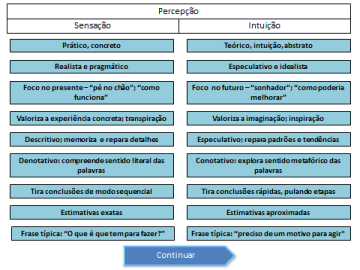 Percepção
Sensação
Intuição
Prático, concreto
Teórico, intuição, abstrato
Realista e pragmático
Especulativo e idealista
Foco no presente – "pé no chão"; "como
funciona"
Foco no futuro – "sonhador"; "como poderia
melhorar"
Valoriza a experiência concreta; transpiração
Valoriza a imaginação; inspiração
Descritivo; memoriza e repara detalhes
Especulativo; repara padrões e tendências
Denotativo: compreende sentido literal das
palavras
Conotativo: explora sentido metafórico das
palavras
Tira conclusões de modo sequencial
Tira conclusões rápidas, pulando etapas
Estimativas exatas
Estimativas aproximadas
Frase típica: "O que é que tem para fazer?"
Frase típica: "preciso de um motivo para agir"
Continuar